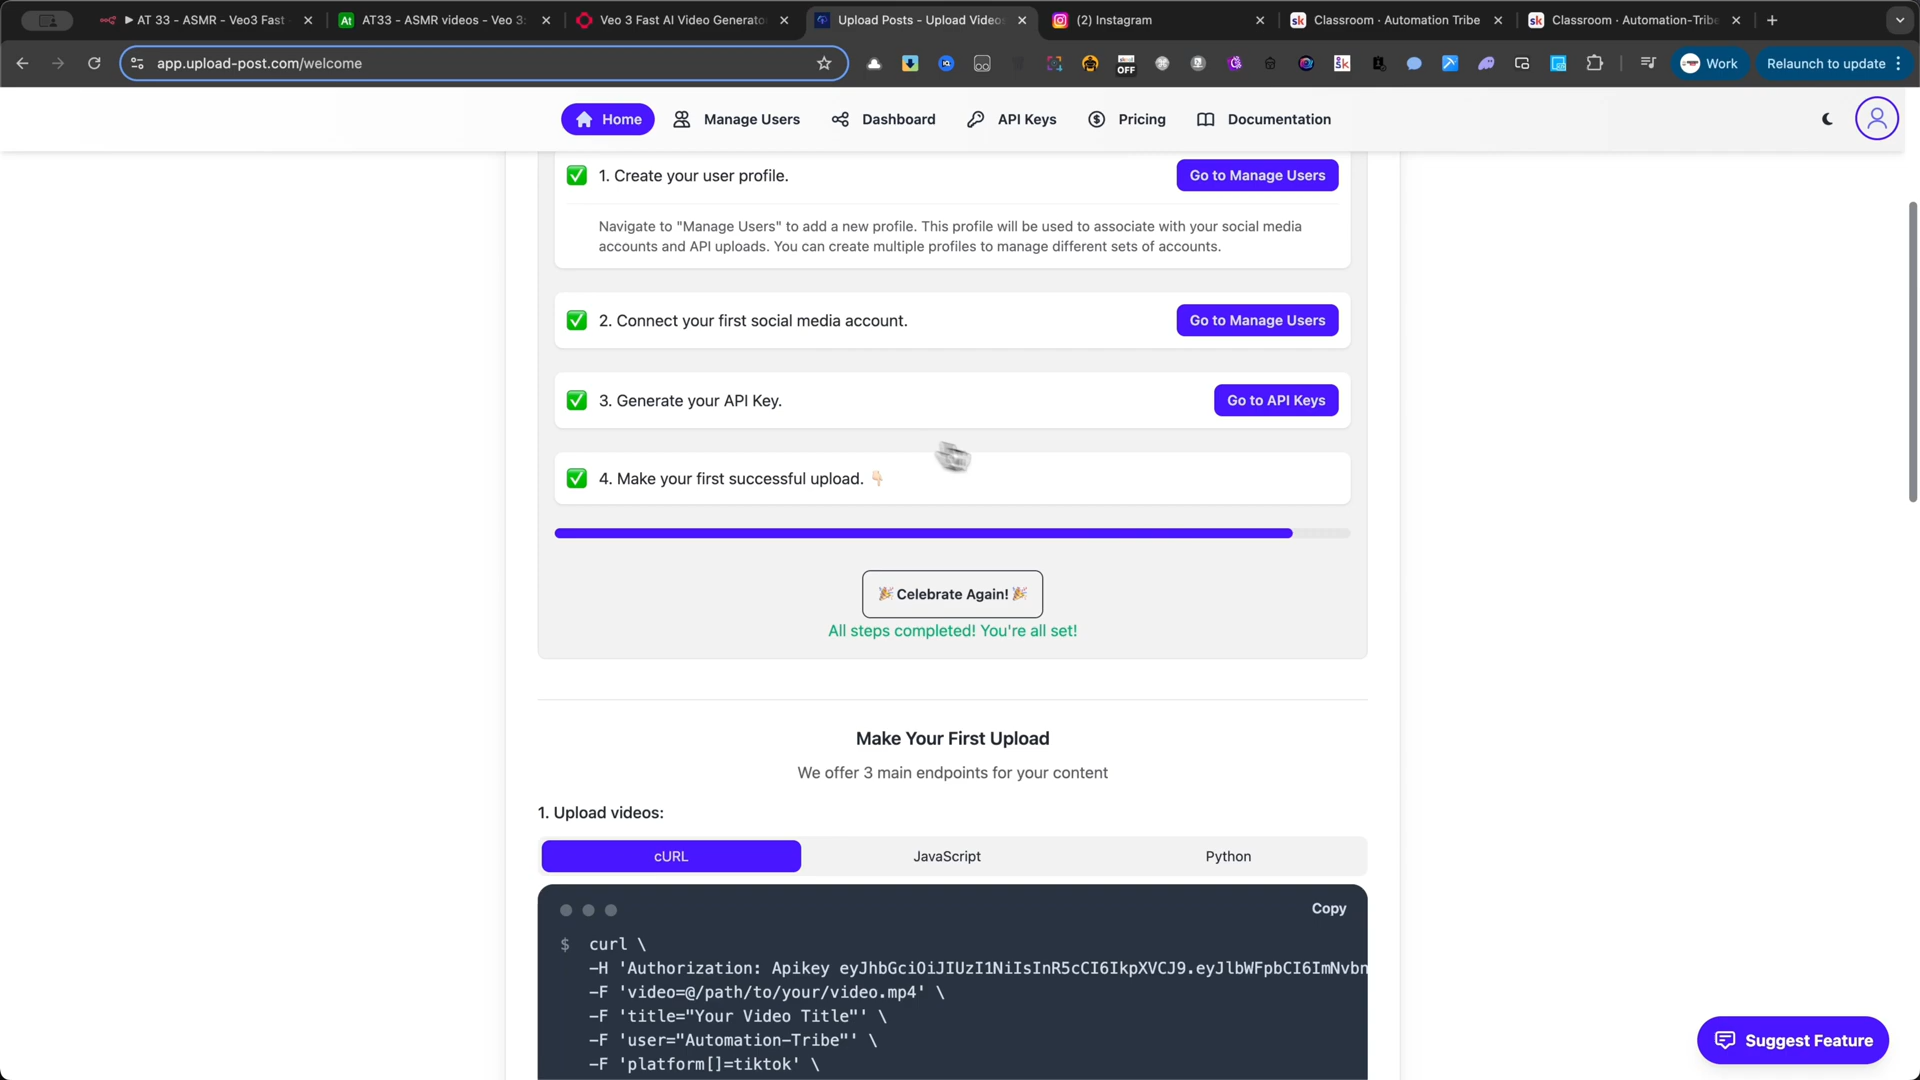 AT 33 - ASMR - Veo3 Fast
AT33 - ASMR videos - Veo 3:
Veo 3 Fast AI Video Generato
Upload Posts - Upload Videos
(2) Instagram
Classroom · Automation Tribe
Classroom · Automation-Tribe
app.upload-post.com/welcome
OFF
Work
Relaunch to update
Home
Manage Users
Dashboard
API Keys
Pricing
Documentation
1. Create your user profile.
Go to Manage Users
Navigate to "Manage Users" to add a new profile. This profile will be used to associate with your social media
accounts and API uploads. You can create multiple profiles to manage different sets of accounts.
2. Connect your first social media account.
Go to Manage Users
3. Generate your API Key.
Go to API Keys
4. Make your first successful upload. 👇🏻
🎉 Celebrate Again! 🎉
All steps completed! You're all set!
Make Your First Upload
We offer 3 main endpoints for your content
1. Upload videos:
cURL
JavaScript
Python
Copy
$ curl \
-H 'Authorization: Apikey eyJhbGciOiJIUzI1NiIsInR5cCI6IkpXVCJ9.eyJlbWFpbCI6ImNvbn
-F 'video=@/path/to/your/video.mp4' \
-F 'title="Your Video Title"' \
-F 'user="Automation-Tribe"' \
-F 'platform[]=tiktok' \
Suggest Feature